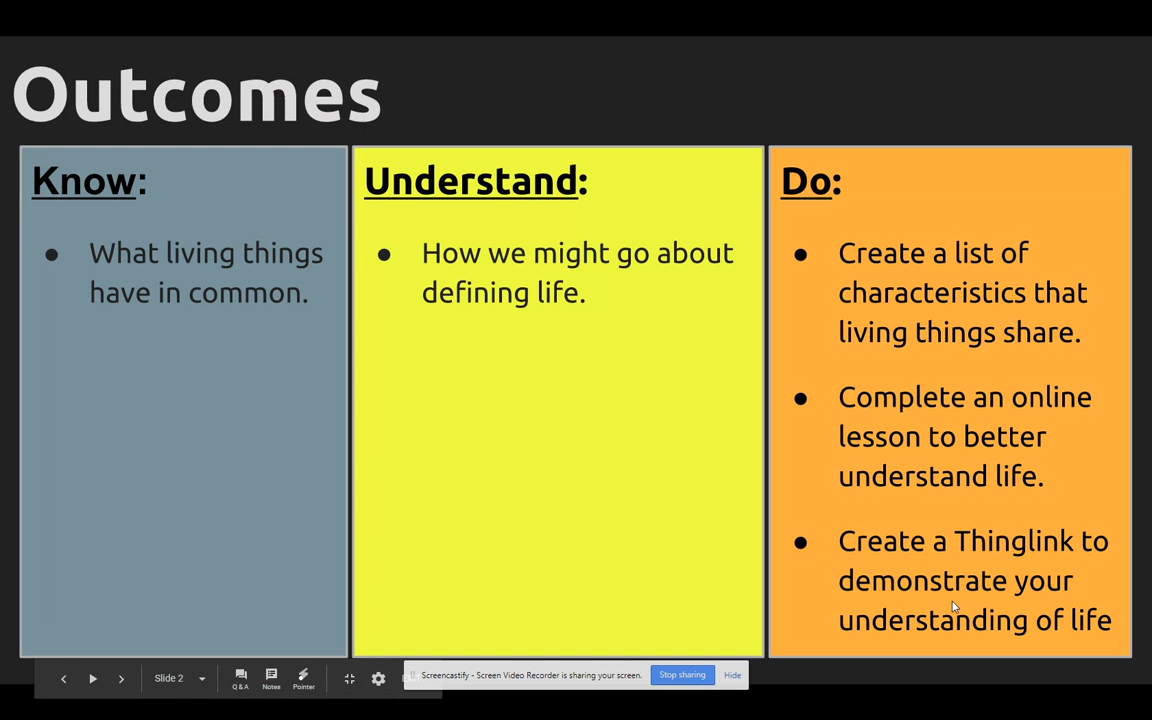 Outcomes
Know:
● What living things
have in common.
Understand:
● How we might go about
defining life.
Do:
● Create a list of
characteristics that
living things share.
● Complete an online
lesson to better
understand life.
● Create a Thinglink to
demonstrate your
understanding of life
Slide 2
Q & A
Notes
Pointer
Screencastify - Screen Video Recorder is sharing your screen.
Stop sharing
Hide